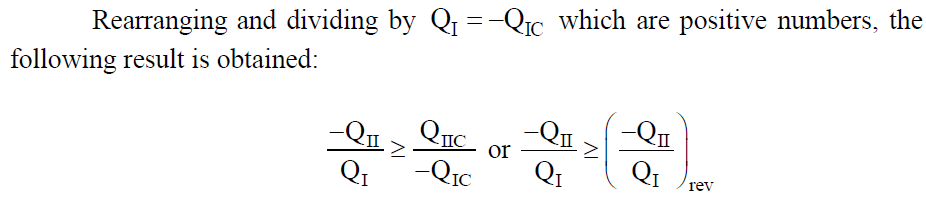 Rearranging and dividing by Q_I = −Q_IC which are positive numbers, the
following result is obtained:
−Q_II / Q_I ≥ Q_IIC / −Q_IC or −Q_II / Q_I ≥ (−Q_II / Q_I)_rev